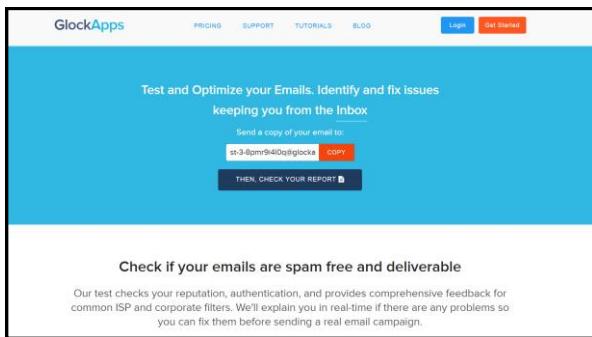 GlockApps
PRICING SUPPORT TUTORIALS BLOG Login Get Started
Test and Optimize your Emails. Identify and fix issues
keeping you from the Inbox
Send a copy of your email to:
COPY
THEN, CHECK YOUR REPORT
Check if your emails are spam free and deliverable
Our test checks your reputation, authentication, and provides comprehensive feedback for
common ISP and corporate filters. We'll explain you in real-time if there are any problems so
you can fix them before sending a real email campaign.